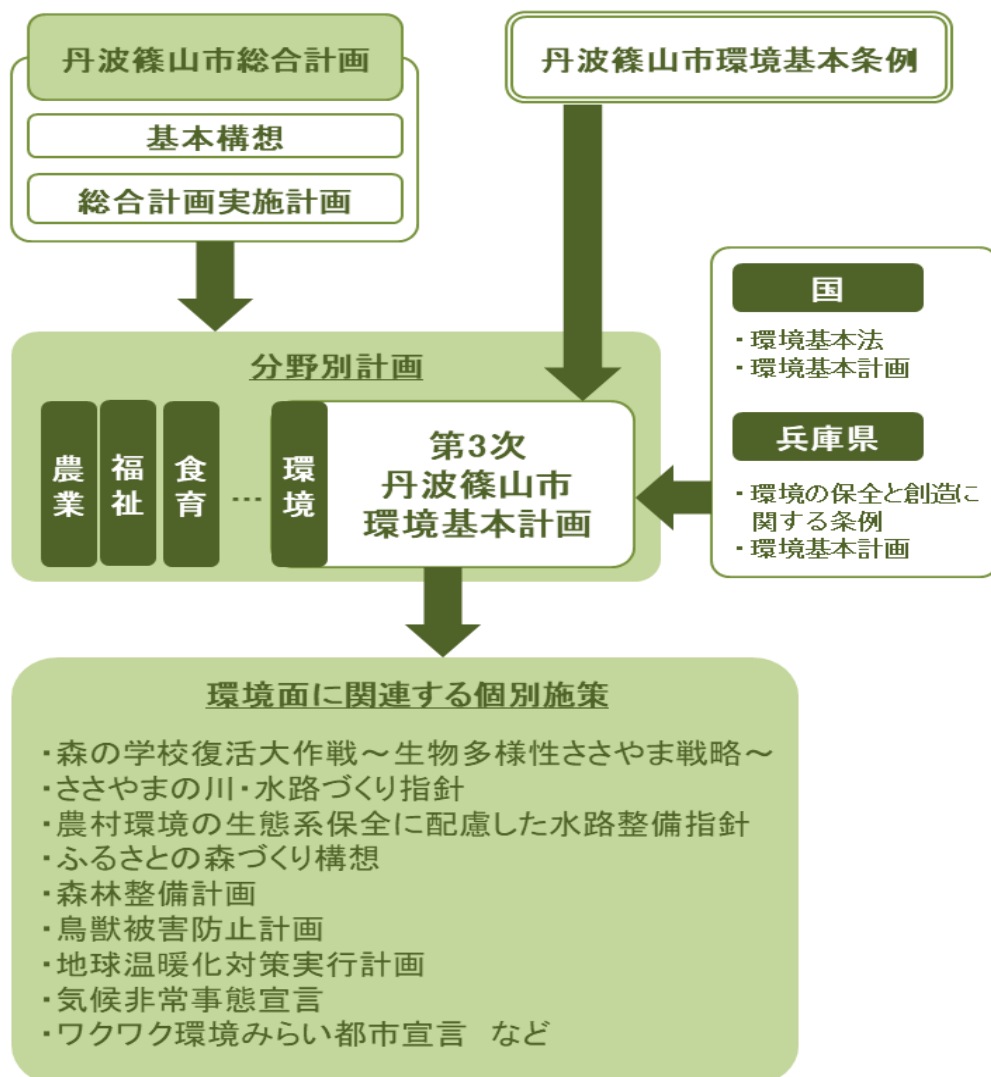 丹波篠山市総合計画
基本構想
総合計画実施計画
丹波篠山市環境基本条例
国
・環境基本法
・環境基本計画
兵庫県
・環境の保全と創造に
関する条例
・環境基本計画
分野別計画
農業
福祉
食育
…
環境
第3次
丹波篠山市
環境基本計画
環境面に関連する個別施策
・森の学校復活大作戦～生物多様性ささやま戦略～
・ささやまの川・水路づくり指針
・農村環境の生態系保全に配慮した水路整備指針
・ふるさとの森づくり構想
・森林整備計画
・鳥獣被害防止計画
・地球温暖化対策実行計画
・気候非常事態宣言
・ワクワク環境みらい都市宣言　など